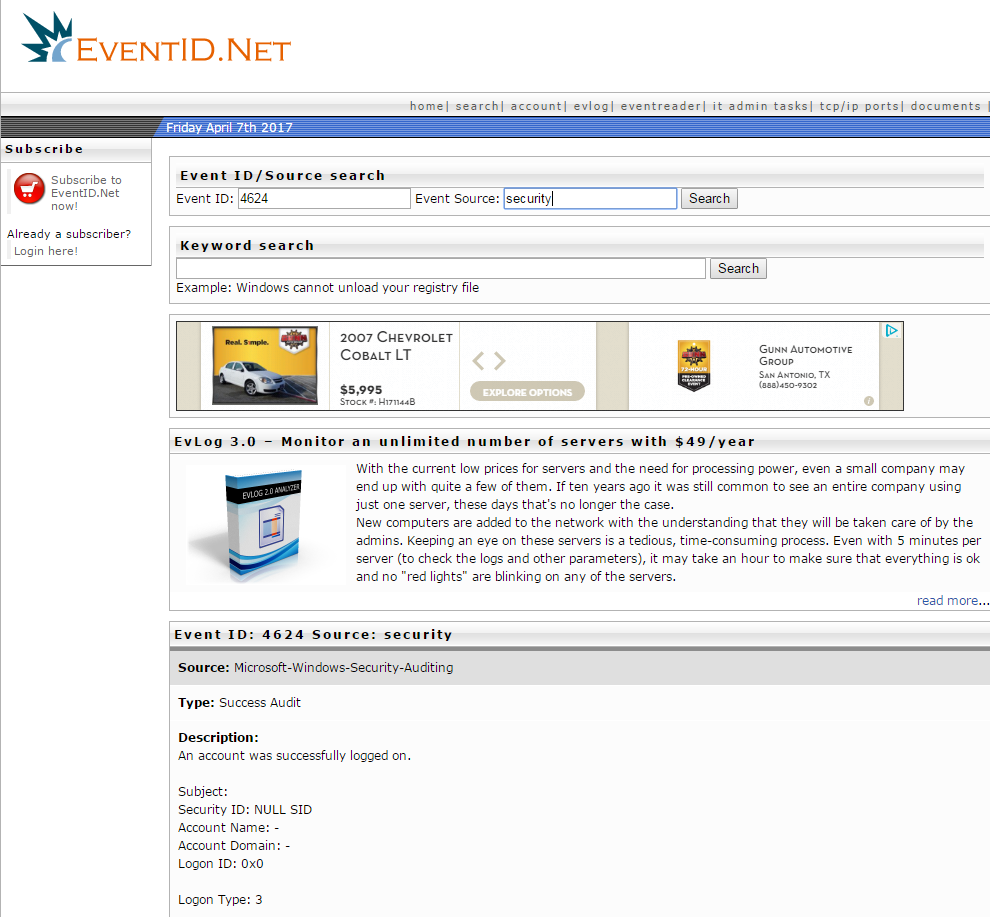 EventID.Net
home| search| account| evlog| eventreader| it admin tasks| tcp/ip ports| documents |
Friday April 7th 2017
Subscribe
Subscribe to
EventID.Net
now!
Already a subscriber?
Login here!
Event ID/Source search
Event ID: 4624 Event Source: security Search
Keyword search
Search
Example: Windows cannot unload your registry file
Real. Simple.
2007 Chevrolet
Cobalt LT
$5,995
Stock #: H171144B
EXPLORE OPTIONS
72-HOUR
PRE-OWNED
CLEARANCE
EVENT
Gunn Automotive
Group
San Antonio, TX
(888)450-9302
EvLog 3.0 – Monitor an unlimited number of servers with $49/year
EVLOG 2.0 ANALYZER
With the current low prices for servers and the need for processing power, even a small company may
end up with quite a few of them. If ten years ago it was still common to see an entire company using
just one server, these days that's no longer the case.
New computers are added to the network with the understanding that they will be taken care of by the
admins. Keeping an eye on these servers is a tedious, time-consuming process. Even with 5 minutes per
server (to check the logs and other parameters), it may take an hour to make sure that everything is ok
and no "red lights" are blinking on any of the servers.
read more...
Event ID: 4624 Source: security
Source: Microsoft-Windows-Security-Auditing
Type: Success Audit
Description:
An account was successfully logged on.
Subject:
Security ID: NULL SID
Account Name: -
Account Domain: -
Logon ID: 0x0
Logon Type: 3